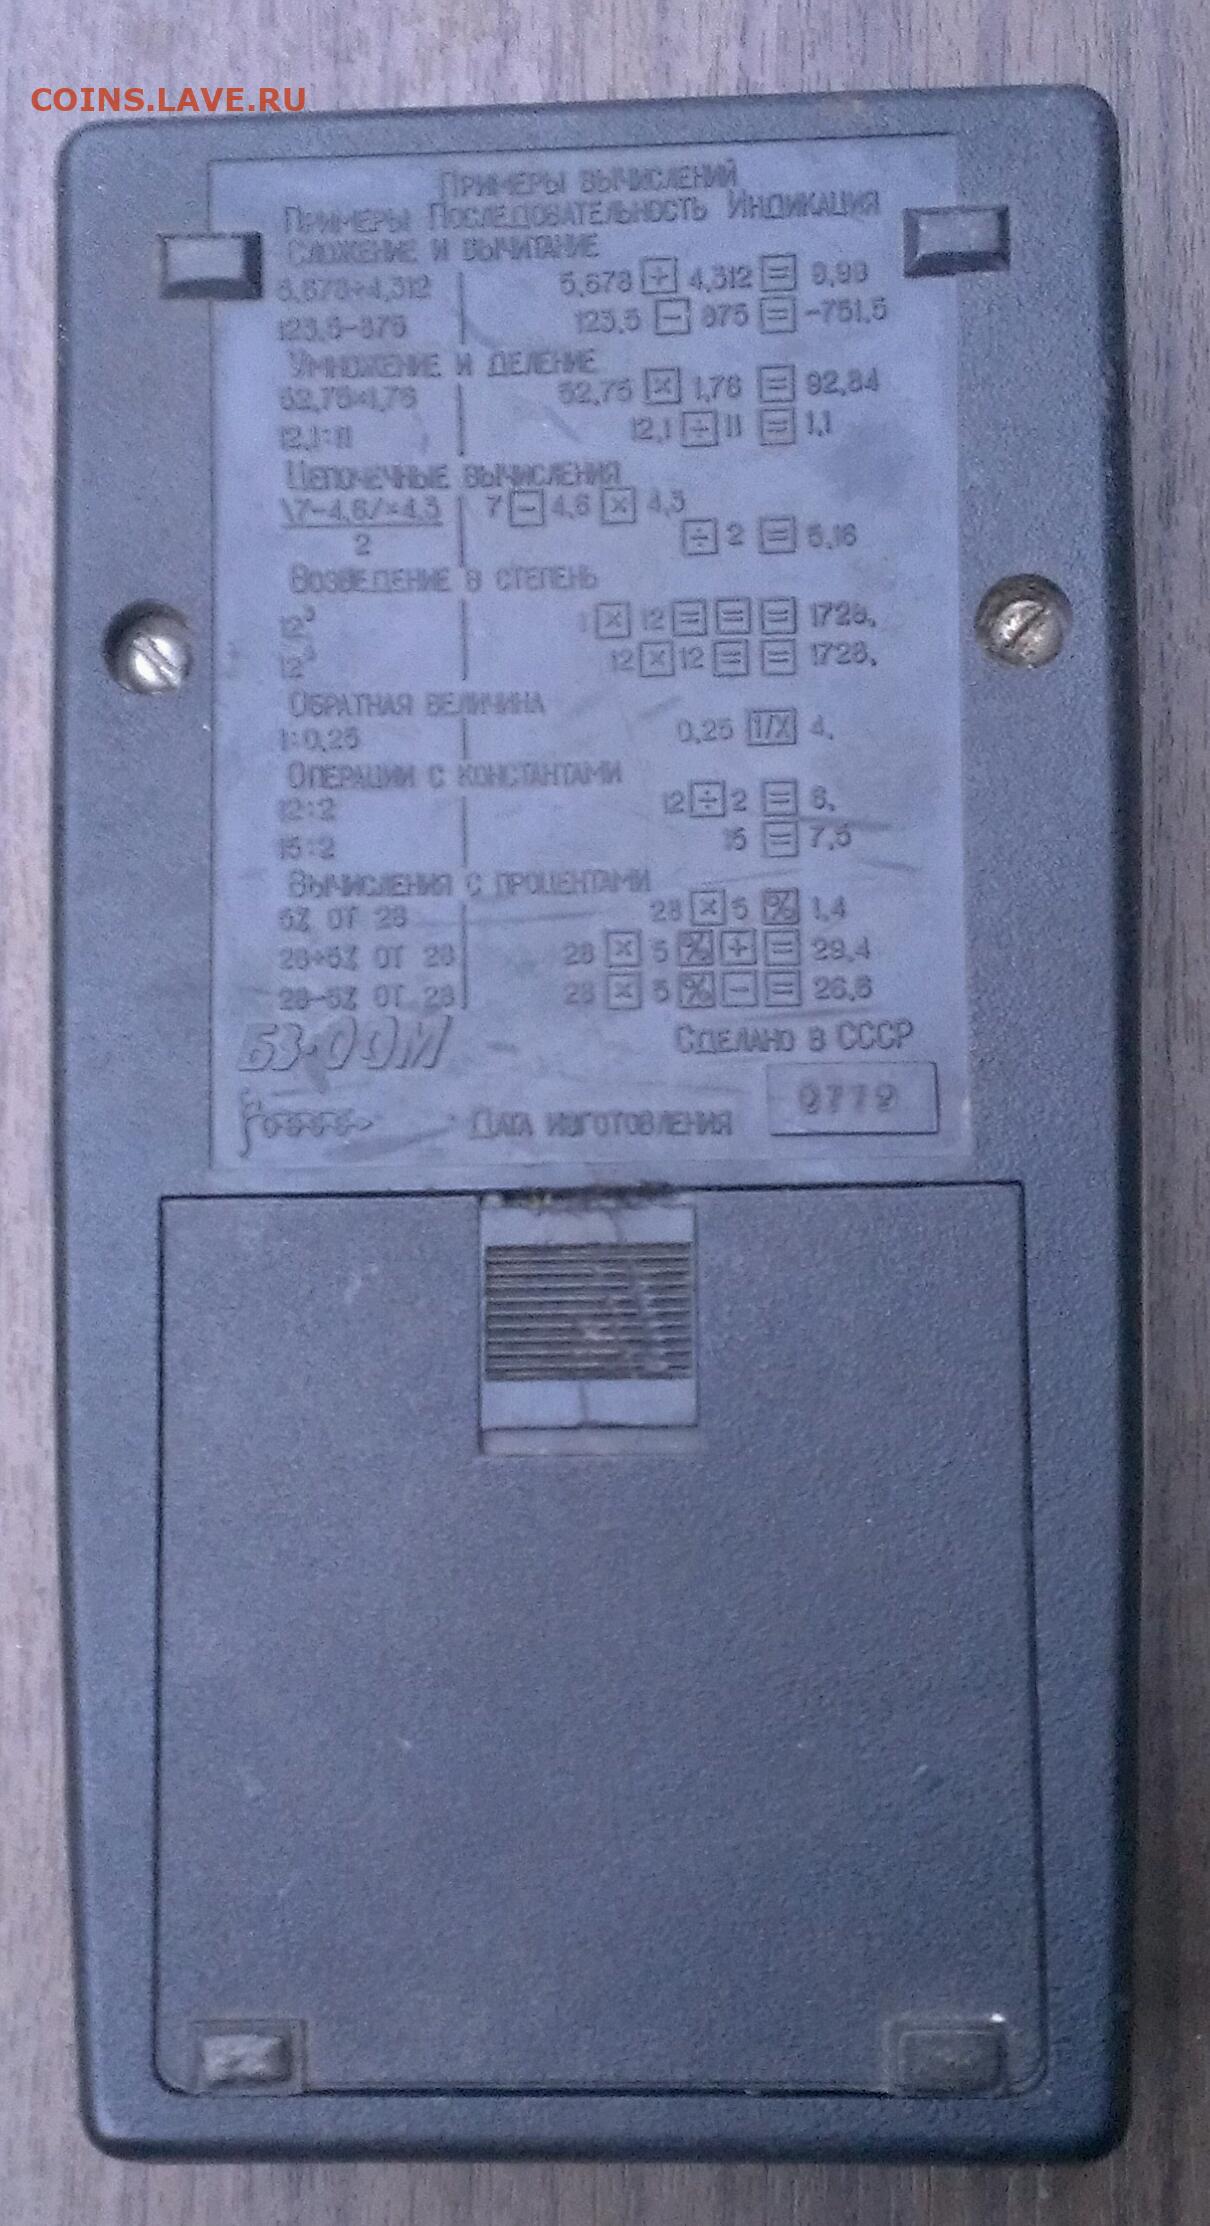 COINS.LAVE.RU
Примеры вычислений
Примеры Последовательность Индикация
Сложение и вычитание
5,678+4,312 5,678 + 4,312 = 9,99
123,5-875 123,5 - 875 = -751,5
Умножение и деление
52,75×1,76 52,75 × 1,76 = 92,84
12,1:11 12,1 ÷ 11 = 1,1
Цепочечные вычисления
\7-4,6/×4,3 7 - 4,6 × 4,3
2 ÷ 2 = 5,16
Возведение в степень
12³ 1 × 12 = = = 1728,
12³ 12 × 12 = = 1728,
Обратная величина
1:0,25 0,25 1/X 4,
Операции с константами
12:2 12 ÷ 2 = 6,
15:2 15 = 7,5
Вычисления с процентами
5% от 28 28 × 5 % 1,4
28+5% от 28 28 × 5 % + = 29,4
28-5% от 28 28 × 5 % - = 26,6
Сделано в СССР
Дата изготовления